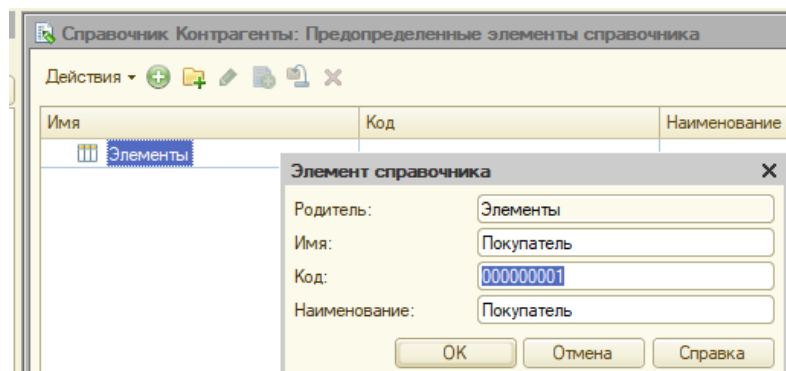 Справочник Контрагенты: Предопределенные элементы справочника
Действия
Имя Код Наименование
Элементы
Элемент справочника
Родитель: Элементы
Имя: Покупатель
Код: 000000001
Наименование: Покупатель
OK Отмена Справка